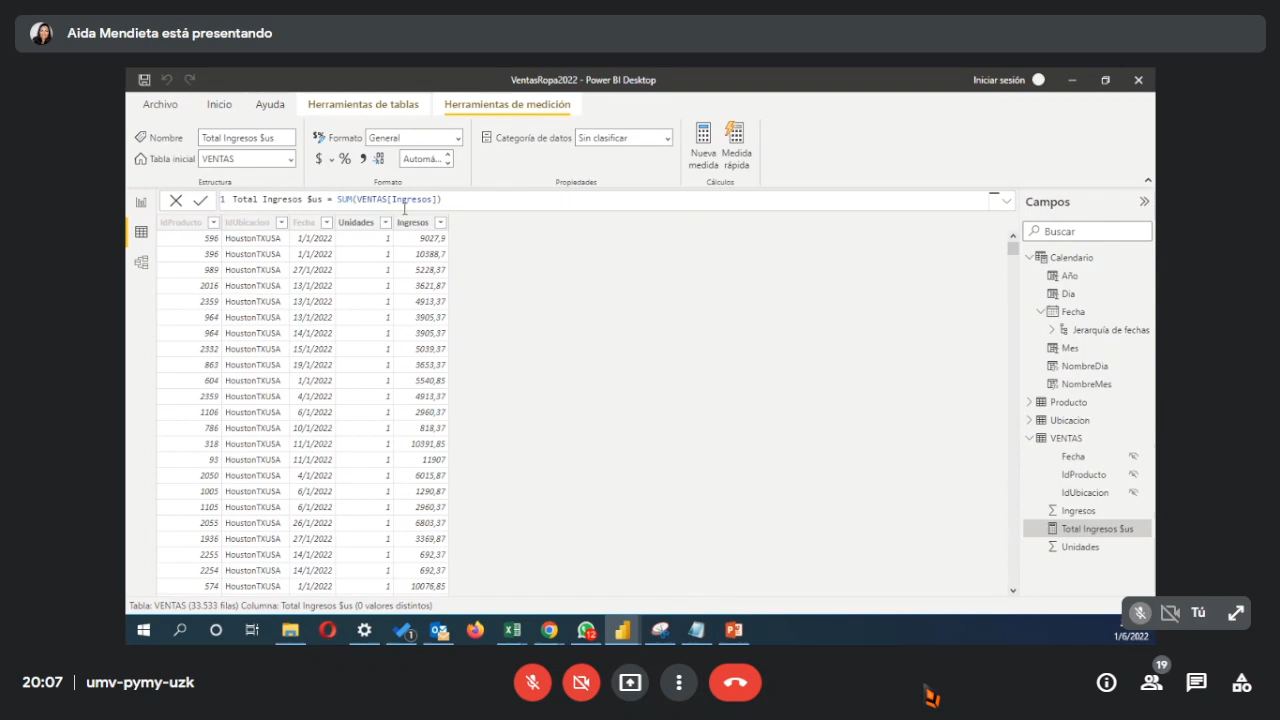 Aida Mendieta está presentando
VentasRopa2022 - Power BI Desktop
Iniciar sesión
Archivo Inicio Ayuda Herramientas de tablas Herramientas de medición
Nombre Total Ingresos $us
Formato General
Categoría de datos Sin clasificar
Tabla inicial VENTAS
$ % Automá...
Nueva medida
Medida rápida
Estructura Formato Propiedades Cálculos
1 Total Ingresos $us = SUM(VENTAS[Ingresos])
IdProducto IdUbicacion Fecha Unidades Ingresos
596 HoustonTXUSA 1/1/2022 1 9027,9
396 HoustonTXUSA 1/1/2022 1 10388,7
989 HoustonTXUSA 27/1/2022 1 5228,37
2016 HoustonTXUSA 13/1/2022 1 3621,87
2359 HoustonTXUSA 13/1/2022 1 4913,37
964 HoustonTXUSA 13/1/2022 1 3905,37
964 HoustonTXUSA 14/1/2022 1 3905,37
2332 HoustonTXUSA 15/1/2022 1 5039,37
863 HoustonTXUSA 19/1/2022 1 3653,37
604 HoustonTXUSA 1/1/2022 1 5540,85
2359 HoustonTXUSA 4/1/2022 1 4913,37
1106 HoustonTXUSA 6/1/2022 1 2960,37
786 HoustonTXUSA 10/1/2022 1 818,37
318 HoustonTXUSA 11/1/2022 1 10391,85
93 HoustonTXUSA 11/1/2022 1 11907
2050 HoustonTXUSA 4/1/2022 1 6015,87
1005 HoustonTXUSA 6/1/2022 1 1290,87
1105 HoustonTXUSA 6/1/2022 1 2960,37
2055 HoustonTXUSA 26/1/2022 1 6803,37
1936 HoustonTXUSA 27/1/2022 1 3369,87
2255 HoustonTXUSA 14/1/2022 1 692,37
2254 HoustonTXUSA 14/1/2022 1 692,37
574 HoustonTXUSA 1/1/2022 1 10076,85
Tabla: VENTAS (33.533 filas) Columna: Total Ingresos $us (0 valores distintos)
Campos
Buscar
Calendario
Año
Dia
Fecha
Jerarquía de fechas
Mes
NombreDia
NombreMes
Producto
Ubicacion
VENTAS
Fecha
IdProducto
IdUbicacion
Ingresos
Total Ingresos $us
Unidades
Tú
1
12
1/6/2022
20:07 | umv-pymy-uzk
19